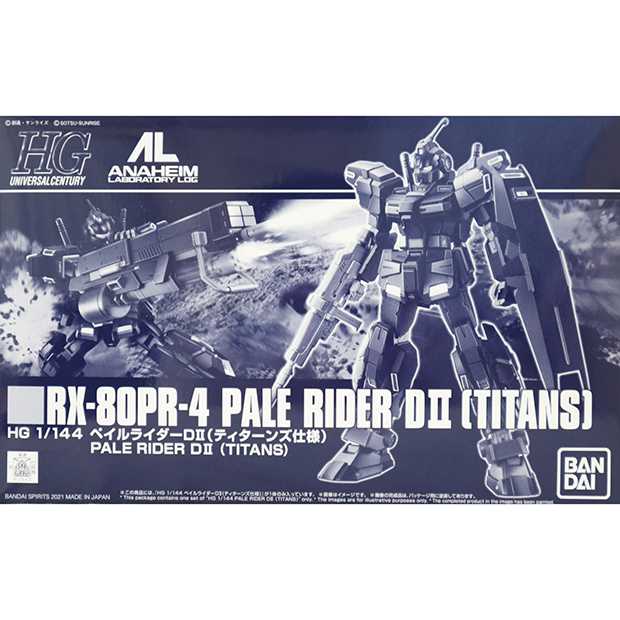 ©創通・サンライズ ©SOTSU・SUNRISE
HG
UNIVERSAL CENTURY
AL
ANAHEIM
LABORATORY LOG
RX-80PR-4 PALE RIDER DⅡ (TITANS)
HG 1/144 ペイルライダーDⅡ(ティターンズ仕様)
PALE RIDER DⅡ (TITANS)
BAN
DAI
BANDAI SPIRITS 2021 MADE IN JAPAN